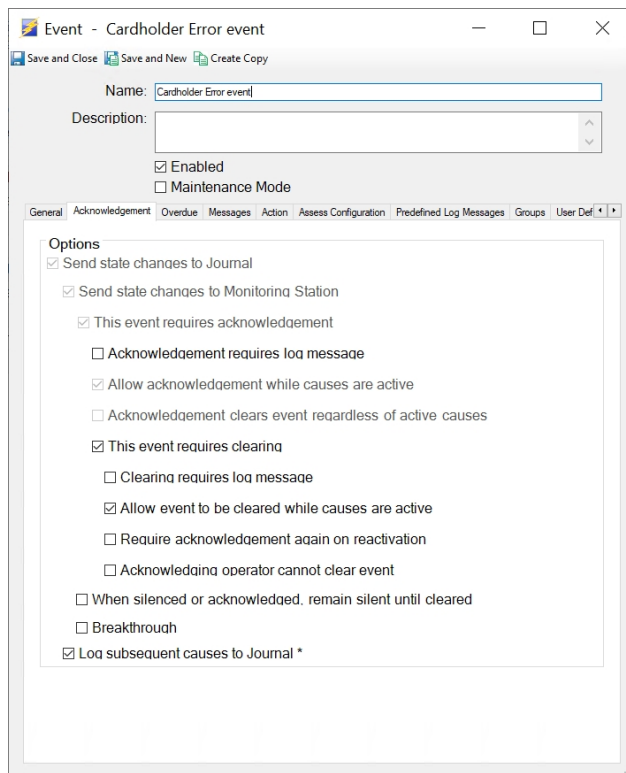 Event - Cardholder Error event
Save and Close Save and New Create Copy
Name: Cardholder Error event
Description:
Enabled
Maintenance Mode
General Acknowledgement Overdue Messages Action Assess Configuration Predefined Log Messages Groups User Def
Options
Send state changes to Journal
Send state changes to Monitoring Station
This event requires acknowledgement
Acknowledgement requires log message
Allow acknowledgement while causes are active
Acknowledgement clears event regardless of active causes
This event requires clearing
Clearing requires log message
Allow event to be cleared while causes are active
Require acknowledgement again on reactivation
Acknowledging operator cannot clear event
When silenced or acknowledged, remain silent until cleared
Breakthrough
Log subsequent causes to Journal *